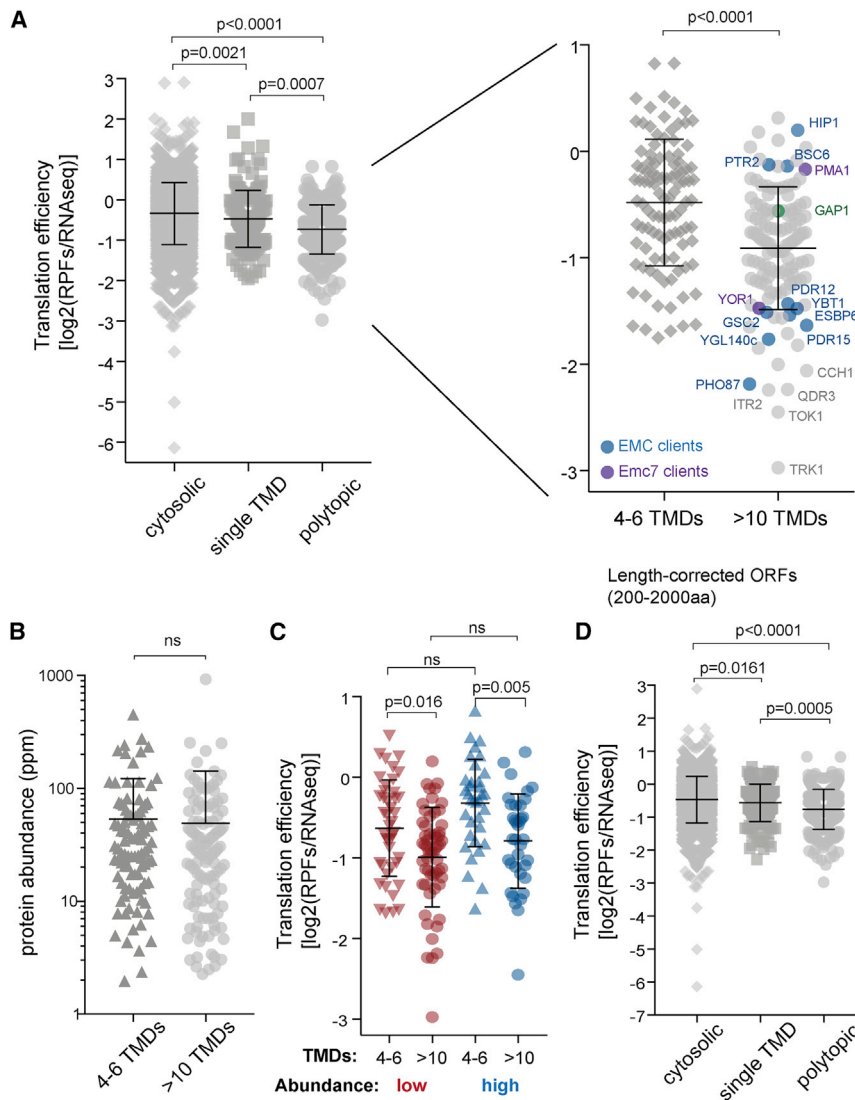 A
p<0.0001
p=0.0021
p=0.0007
Translation efficiency
[log2(RPFs/RNAseq)]
3
2
1
0
-1
-2
-3
-4
-5
-6
cytosolic
single TMD
polytopic
p<0.0001
1
0
-1
-2
-3
HIP1
PTR2
BSC6
PMA1
GAP1
PDR12
YOR1
YBT1
GSC2
ESBP6
YGL140c
PDR15
CCH1
PHO87
ITR2
QDR3
TOK1
TRK1
EMC clients
Emc7 clients
4-6 TMDs
>10 TMDs
Length-corrected ORFs
(200-2000aa)
B
ns
protein abundance (ppm)
1000
100
10
1
4-6 TMDs
>10 TMDs
C
ns
ns
p=0.016
p=0.005
Translation efficiency
[log2(RPFs/RNAseq)]
1
0
-1
-2
-3
TMDs: 4-6 >10 4-6 >10
Abundance: low high
D
p<0.0001
p=0.0161
p=0.0005
Translation efficiency
[log2(RPFs/RNAseq)]
3
2
1
0
-1
-2
-3
-4
-5
-6
-7
cytosolic
single TMD
polytopic